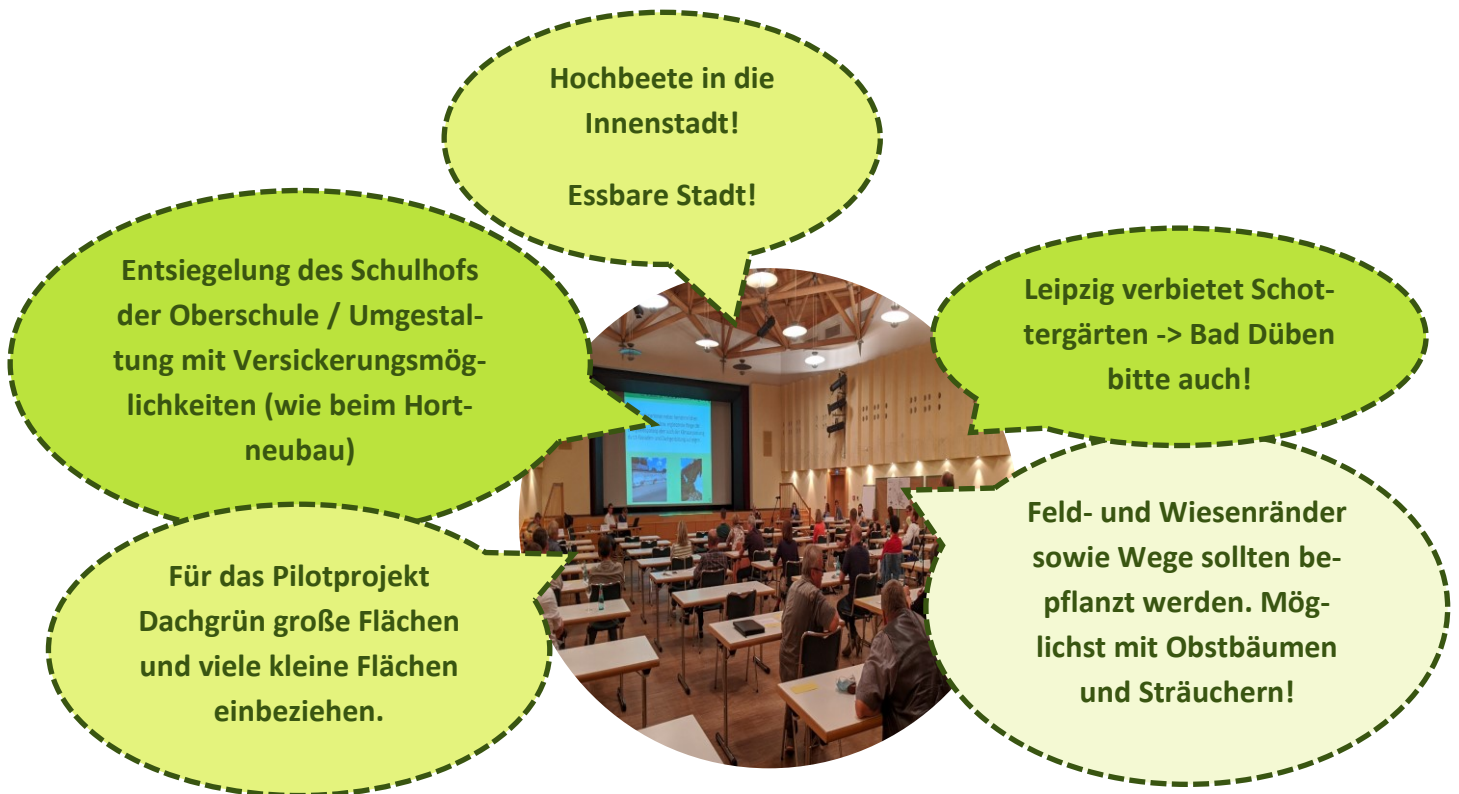 Hochbeete in die
Innenstadt!
Essbare Stadt!
Entsiegelung des Schulhofs
der Oberschule / Umgestal-
tung mit Versickerungsmög-
lichkeiten (wie beim Hort-
neubau)
Leipzig verbietet Schot-
tergärten -> Bad Düben
bitte auch!
Für das Pilotprojekt
Dachgrün große Flächen
und viele kleine Flächen
einbeziehen.
Feld- und Wiesenränder
sowie Wege sollten be-
pflanzt werden. Mög-
lichst mit Obstbäumen
und Sträuchern!